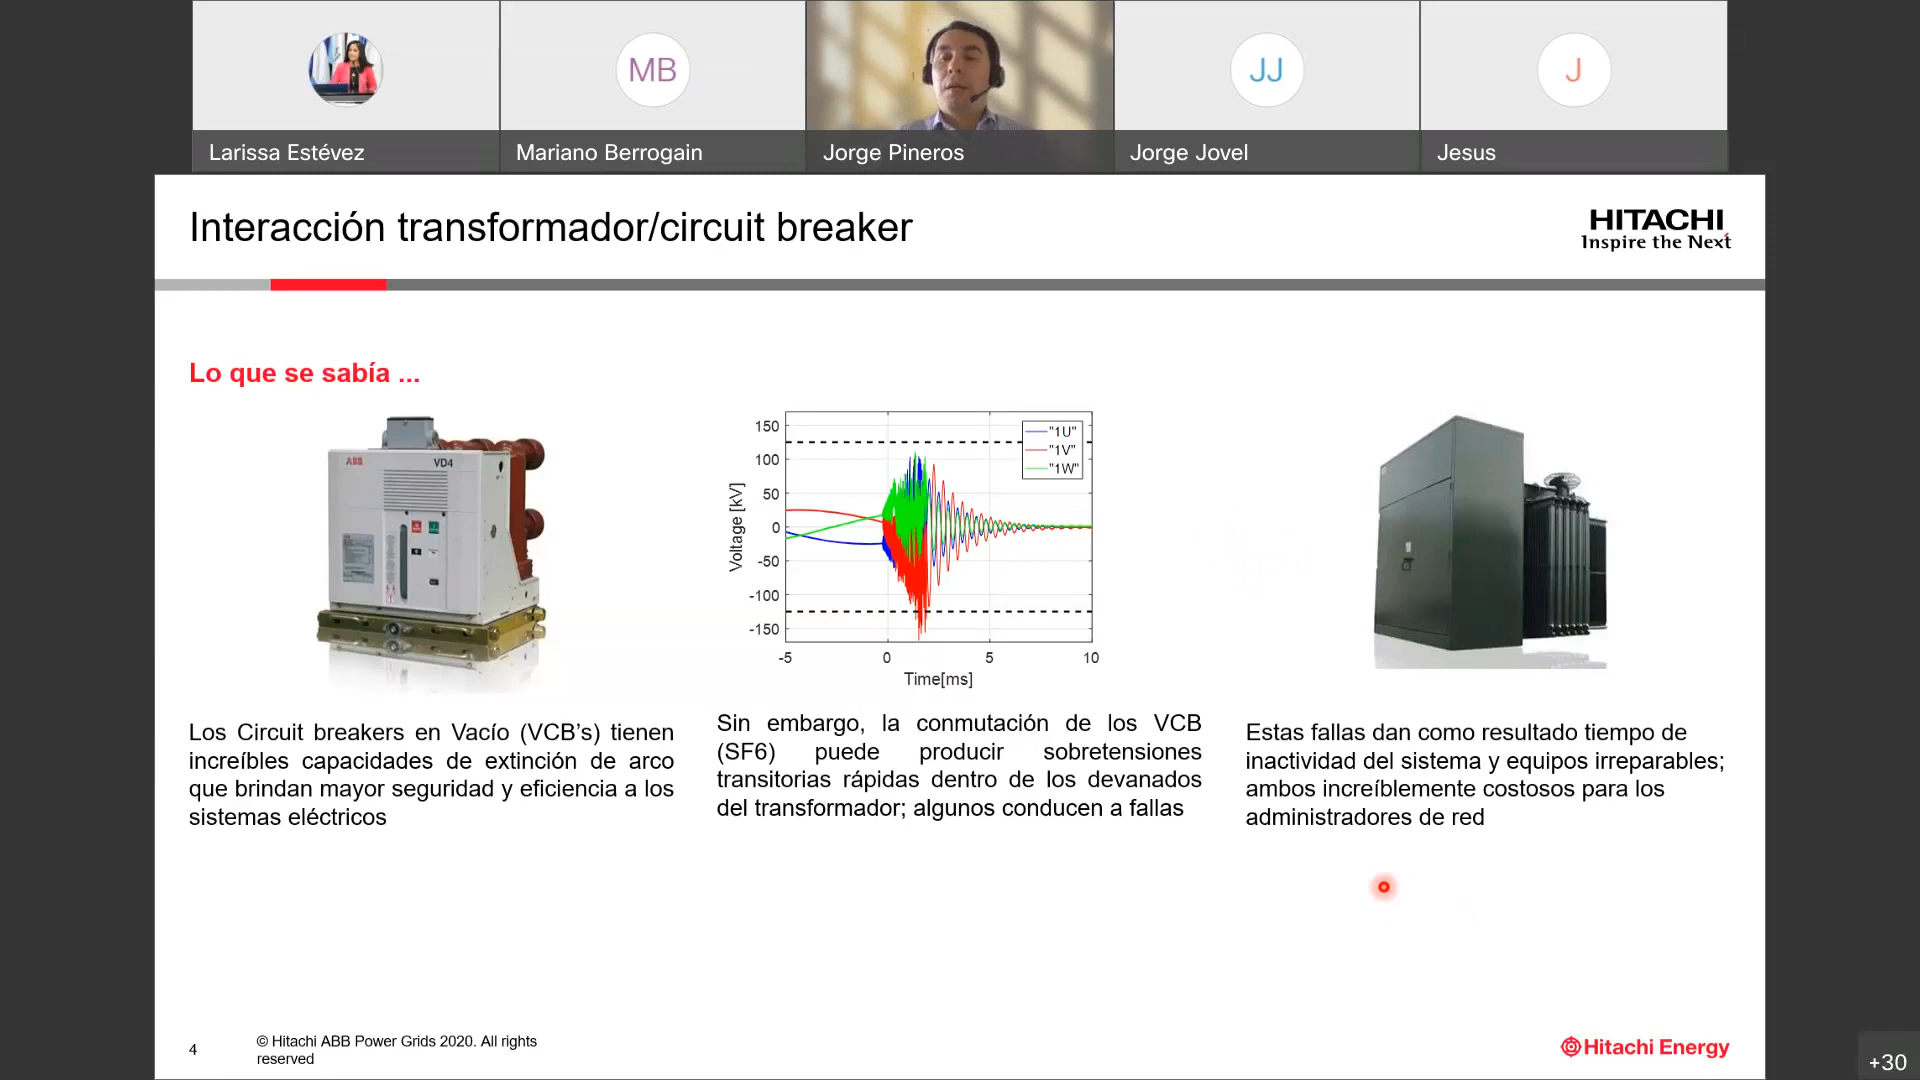 MB
JJ
J
Larissa Estévez
Mariano Berrogain
Jorge Pineros
Jorge Jovel
Jesus
Interacción transformador/circuit breaker
HITACHI
Inspire the Next
Lo que se sabía ...
ABB
VD4
150
100
50
0
-50
-100
-150
Voltage [kV]
"1U"
"1V"
"1W"
-5
0
5
10
Time[ms]
Los Circuit breakers en Vacío (VCB’s) tienen
increíbles capacidades de extinción de arco
que brindan mayor seguridad y eficiencia a los
sistemas eléctricos
Sin embargo, la conmutación de los VCB
(SF6) puede producir sobretensiones
transitorias rápidas dentro de los devanados
del transformador; algunos conducen a fallas
Estas fallas dan como resultado tiempo de
inactividad del sistema y equipos irreparables;
ambos increíblemente costosos para los
administradores de red
4
© Hitachi ABB Power Grids 2020. All rights
reserved
Hitachi Energy
+30